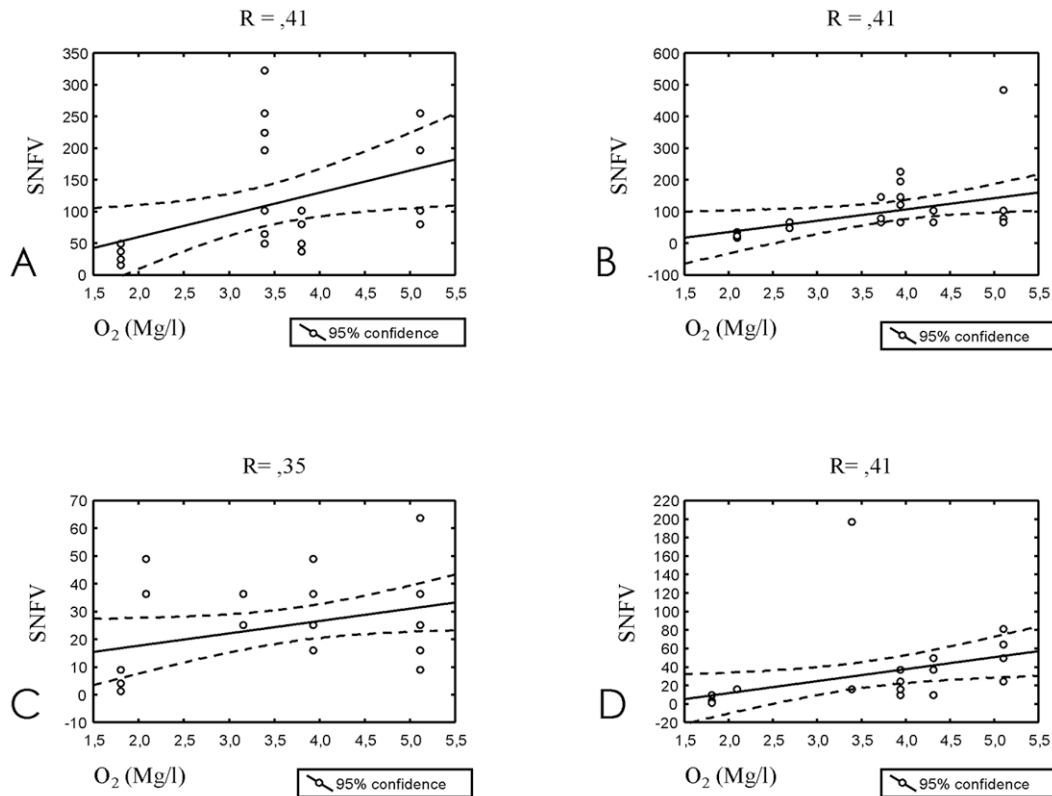 R = ,41
350
300
250
200
150
100
50
0
SNFV
A
1,5 2,0 2,5 3,0 3,5 4,0 4,5 5,0 5,5
O₂ (Mg/l)
95% confidence
R = ,41
600
500
400
300
200
100
0
-100
SNFV
B
1,5 2,0 2,5 3,0 3,5 4,0 4,5 5,0 5,5
O₂ (Mg/l)
95% confidence
R= ,35
70
60
50
40
30
20
10
0
-10
SNFV
C
1,5 2,0 2,5 3,0 3,5 4,0 4,5 5,0 5,5
O₂ (Mg/l)
95% confidence
R= ,41
220
200
180
160
140
120
100
80
60
40
20
0
-20
SNFV
D
1,5 2,0 2,5 3,0 3,5 4,0 4,5 5,0 5,5
O₂ (Mg/l)
95% confidence